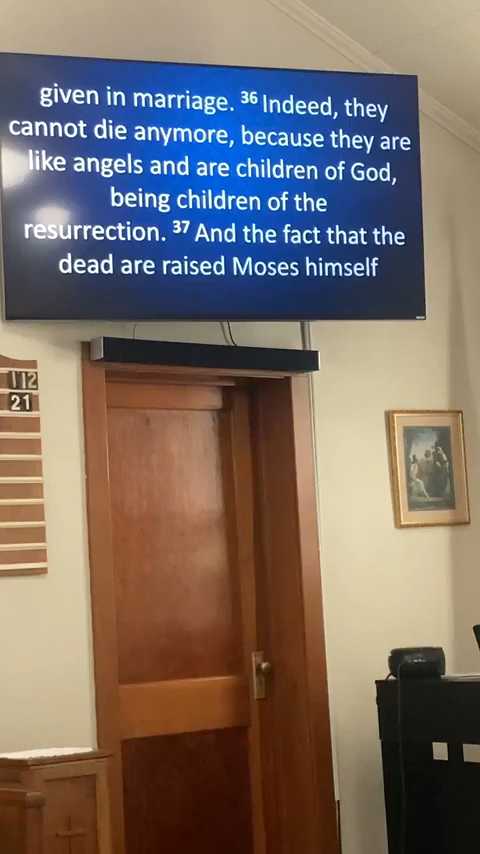 given in marriage. ³⁶ Indeed, they
cannot die anymore, because they are
like angels and are children of God,
being children of the
resurrection. ³⁷ And the fact that the
dead are raised Moses himself
112
21